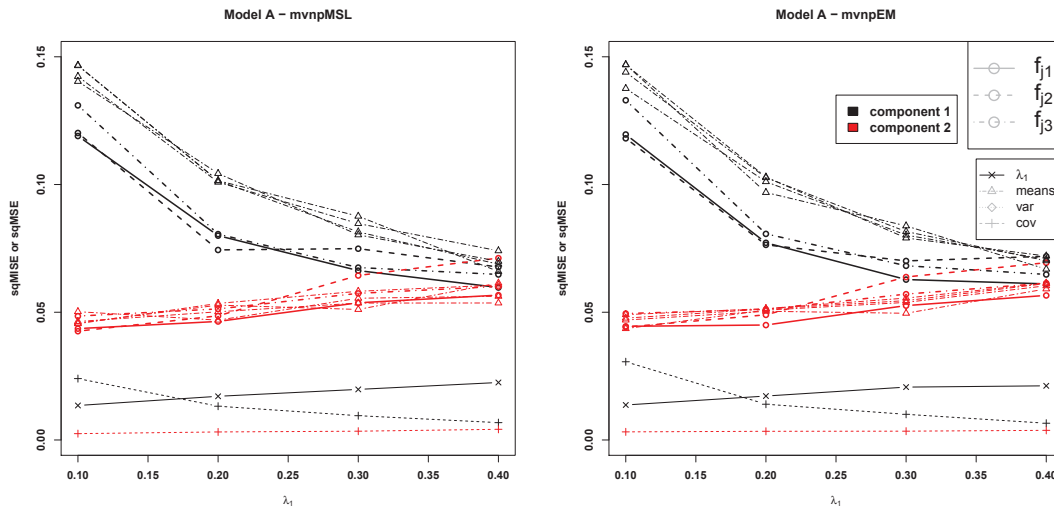 Model A − mvnpMSL
sqMISE or sqMSE
0.15
0.10
0.05
0.00
0.10 0.15 0.20 0.25 0.30 0.35 0.40
λ₁
Model A − mvnpEM
sqMISE or sqMSE
0.15
0.10
0.05
0.00
0.10 0.15 0.20 0.25 0.30 0.35 0.40
λ₁
component 1
component 2
f_j1
f_j2
f_j3
λ₁
means
var
cov